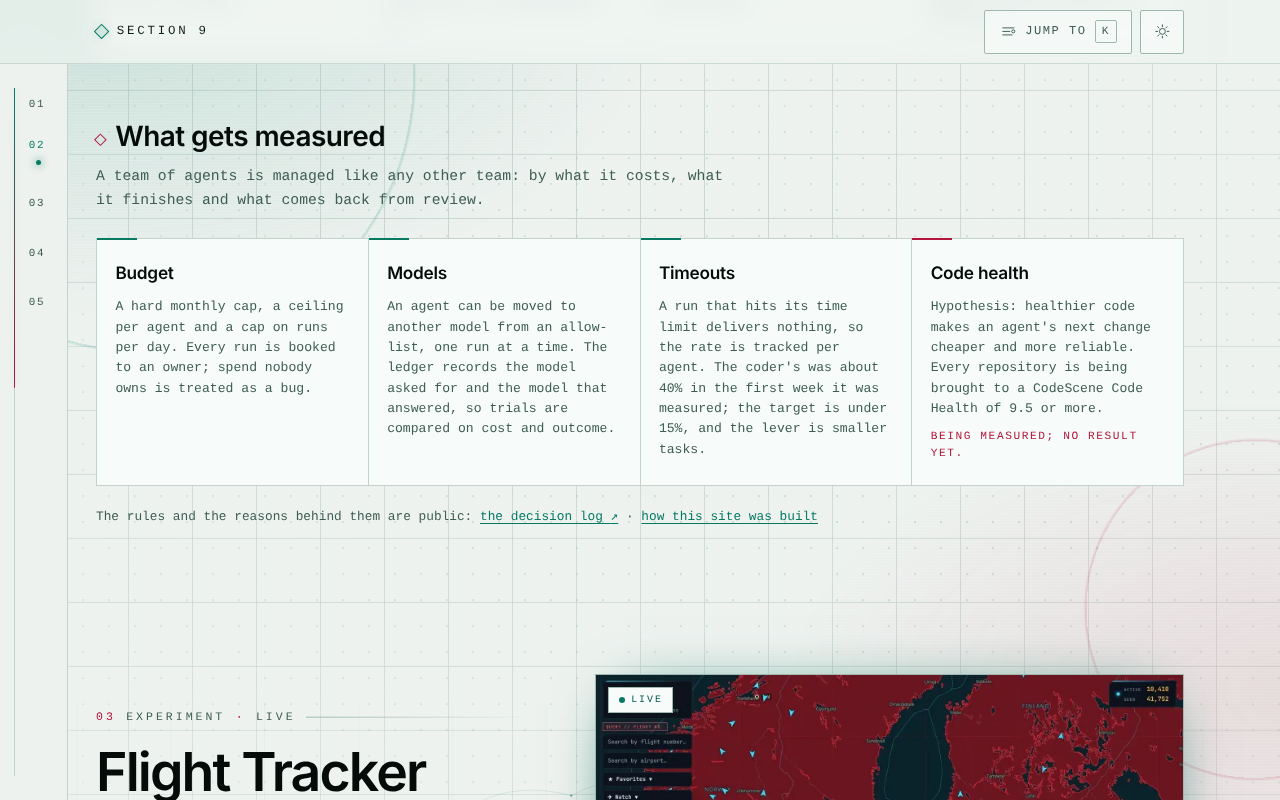 SECTION 9
JUMP TO K
01
02
03
04
05
What gets measured
A team of agents is managed like any other team: by what it costs, what
it finishes and what comes back from review.
Budget
A hard monthly cap, a ceiling
per agent and a cap on runs
per day. Every run is booked
to an owner; spend nobody
owns is treated as a bug.
Models
An agent can be moved to
another model from an allow-
list, one run at a time. The
ledger records the model
asked for and the model that
answered, so trials are
compared on cost and outcome.
Timeouts
A run that hits its time
limit delivers nothing, so
the rate is tracked per
agent. The coder's was about
40% in the first week it was
measured; the target is under
15%, and the lever is smaller
tasks.
Code health
Hypothesis: healthier code
makes an agent's next change
cheaper and more reliable.
Every repository is being
brought to a CodeScene Code
Health of 9.5 or more.
BEING MEASURED; NO RESULT
YET.
The rules and the reasons behind them are public: the decision log ↗ · how this site was built
03 EXPERIMENT · LIVE
Flight Tracker
LIVE
Search by flight number…
Search by airport…
★ Favorites ▾
✈ Watch ▾
FINLAND
10,410
41,752